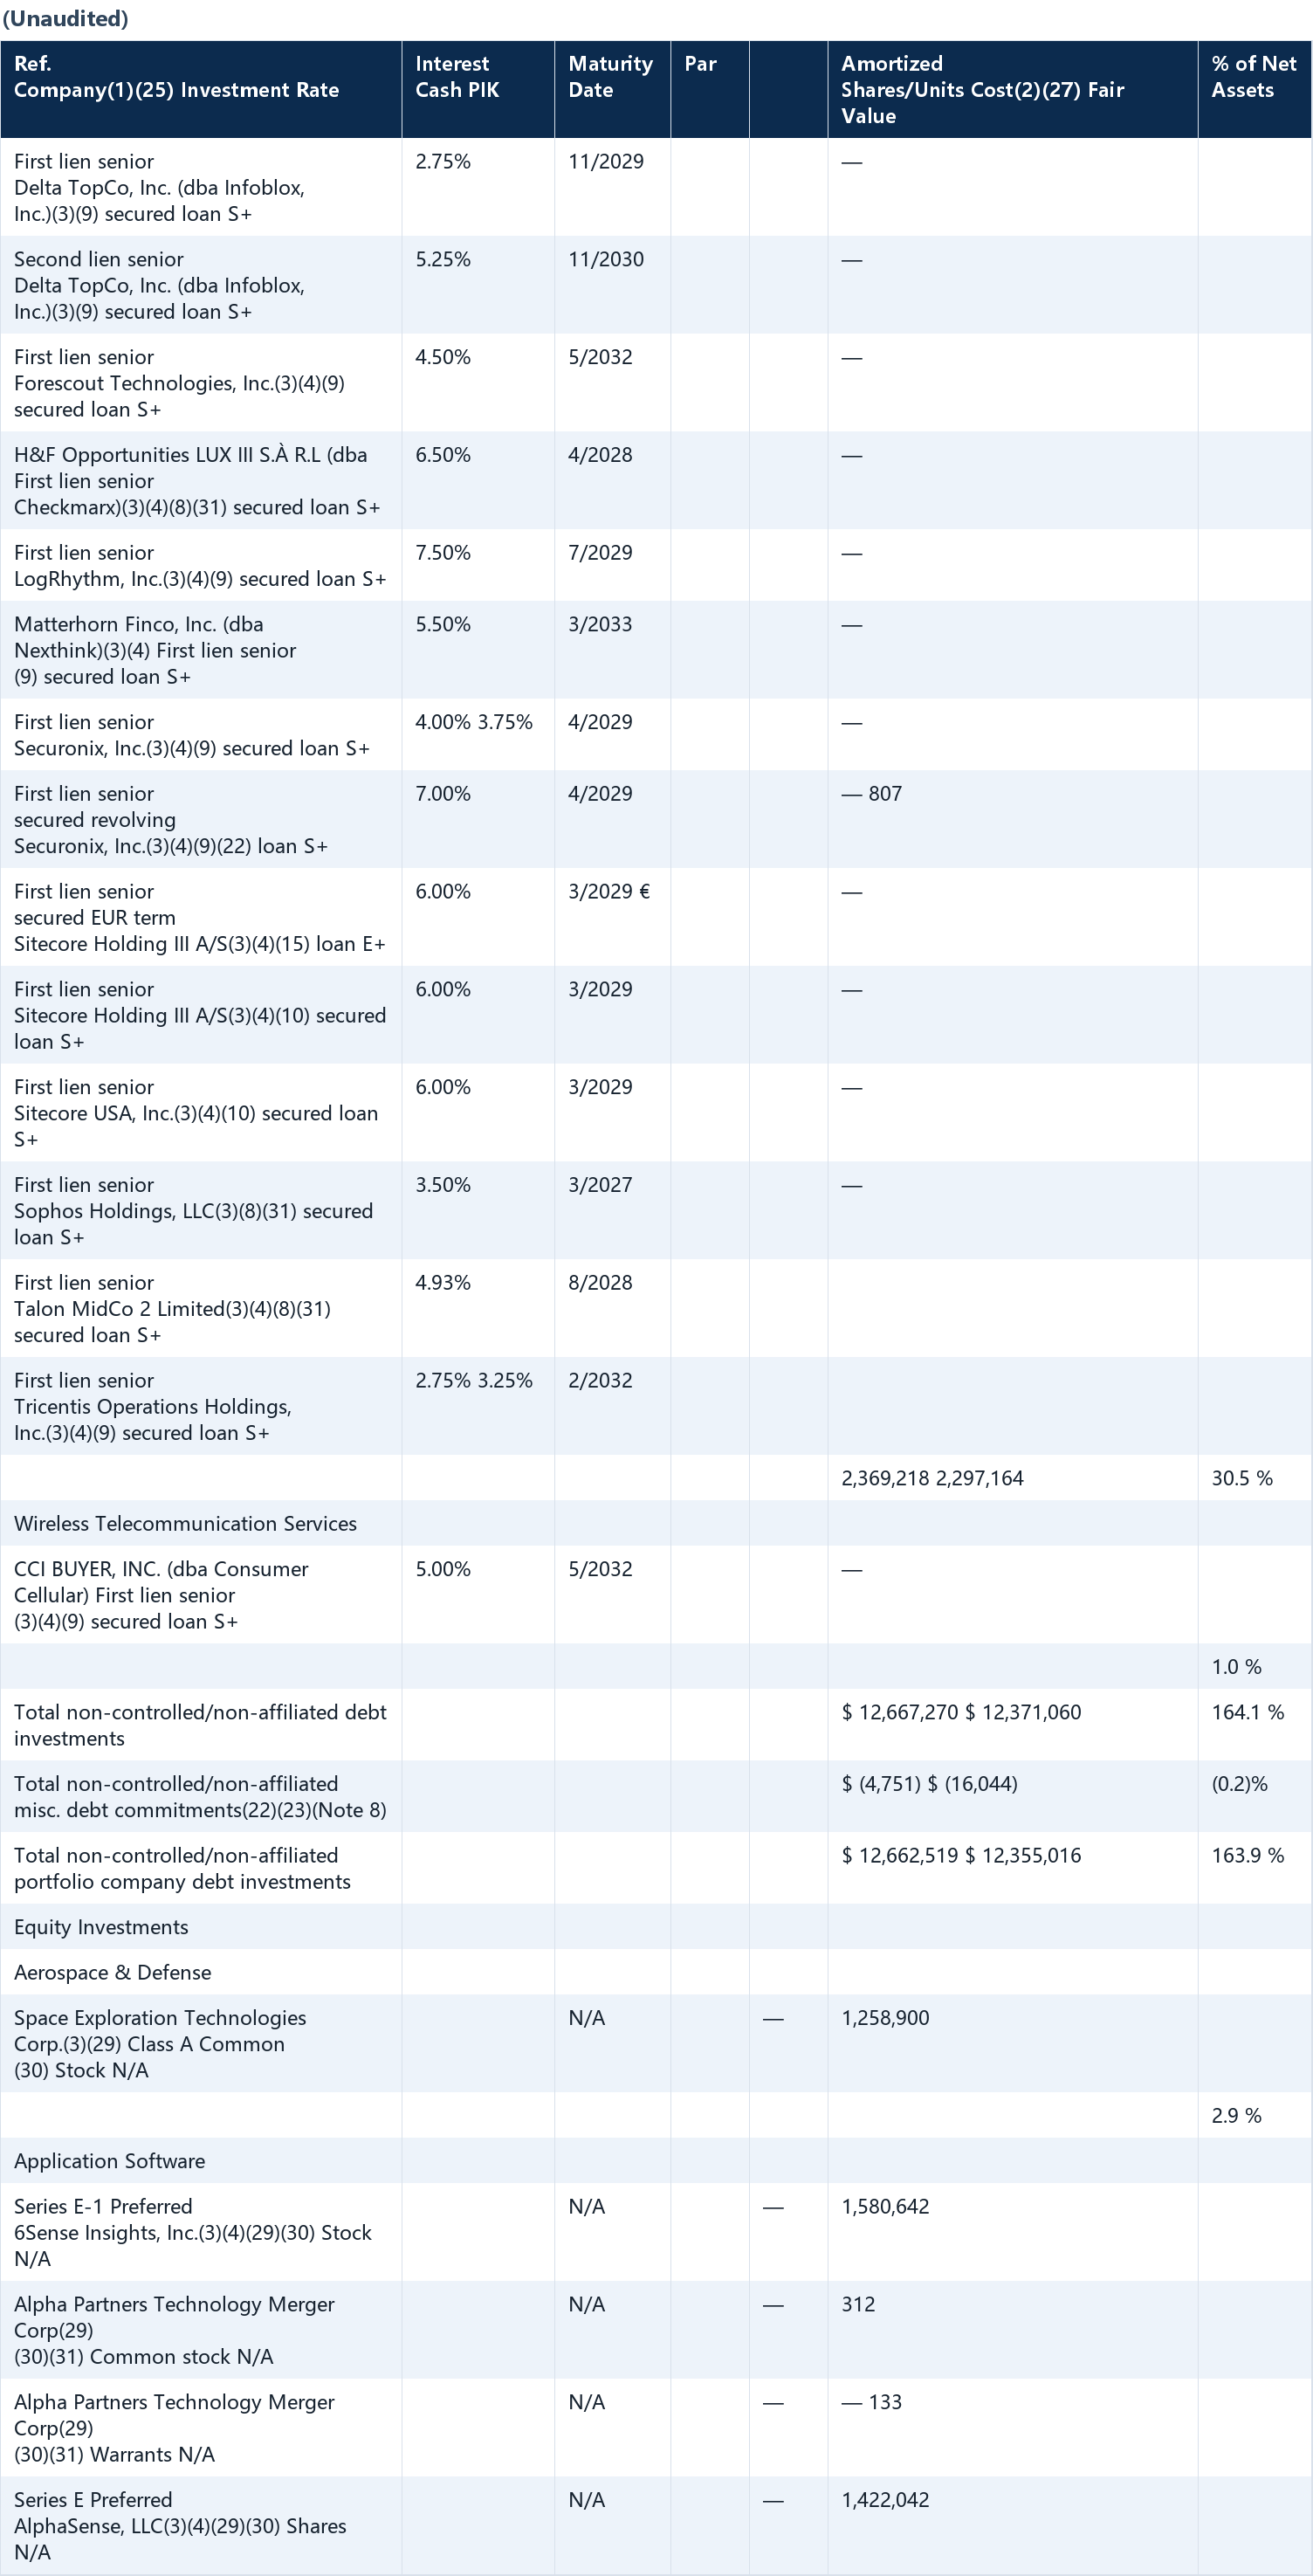 (Unaudited)
Ref.
Company(1)(25) Investment Rate
Interest
Cash PIK
Maturity
Date
Par
Amortized
Shares/Units Cost(2)(27) Fair
Value
% of Net
Assets
First lien senior
Delta TopCo, Inc. (dba Infoblox,
Inc.)(3)(9) secured loan S+
2.75%
11/2029
—
Second lien senior
Delta TopCo, Inc. (dba Infoblox,
Inc.)(3)(9) secured loan S+
5.25%
11/2030
—
First lien senior
Forescout Technologies, Inc.(3)(4)(9)
secured loan S+
4.50%
5/2032
—
H&F Opportunities LUX III S.À R.L (dba
First lien senior
Checkmarx)(3)(4)(8)(31) secured loan S+
6.50%
4/2028
—
First lien senior
LogRhythm, Inc.(3)(4)(9) secured loan S+
7.50%
7/2029
—
Matterhorn Finco, Inc. (dba
Nexthink)(3)(4) First lien senior
(9) secured loan S+
5.50%
3/2033
—
First lien senior
Securonix, Inc.(3)(4)(9) secured loan S+
4.00% 3.75%
4/2029
—
First lien senior
secured revolving
Securonix, Inc.(3)(4)(9)(22) loan S+
7.00%
4/2029
— 807
First lien senior
secured EUR term
Sitecore Holding III A/S(3)(4)(15) loan E+
6.00%
3/2029 €
—
First lien senior
Sitecore Holding III A/S(3)(4)(10) secured
loan S+
6.00%
3/2029
—
First lien senior
Sitecore USA, Inc.(3)(4)(10) secured loan
S+
6.00%
3/2029
—
First lien senior
Sophos Holdings, LLC(3)(8)(31) secured
loan S+
3.50%
3/2027
—
First lien senior
Talon MidCo 2 Limited(3)(4)(8)(31)
secured loan S+
4.93%
8/2028
First lien senior
Tricentis Operations Holdings,
Inc.(3)(4)(9) secured loan S+
2.75% 3.25%
2/2032
2,369,218 2,297,164
30.5 %
Wireless Telecommunication Services
CCI BUYER, INC. (dba Consumer
Cellular) First lien senior
(3)(4)(9) secured loan S+
5.00%
5/2032
—
1.0 %
Total non-controlled/non-affiliated debt
investments
$ 12,667,270 $ 12,371,060
164.1 %
Total non-controlled/non-affiliated
misc. debt commitments(22)(23)(Note 8)
$ (4,751) $ (16,044)
(0.2)%
Total non-controlled/non-affiliated
portfolio company debt investments
$ 12,662,519 $ 12,355,016
163.9 %
Equity Investments
Aerospace & Defense
Space Exploration Technologies
Corp.(3)(29) Class A Common
(30) Stock N/A
N/A
—
1,258,900
2.9 %
Application Software
Series E-1 Preferred
6Sense Insights, Inc.(3)(4)(29)(30) Stock
N/A
N/A
—
1,580,642
Alpha Partners Technology Merger
Corp(29)
(30)(31) Common stock N/A
N/A
—
312
Alpha Partners Technology Merger
Corp(29)
(30)(31) Warrants N/A
N/A
—
— 133
Series E Preferred
AlphaSense, LLC(3)(4)(29)(30) Shares
N/A
N/A
—
1,422,042